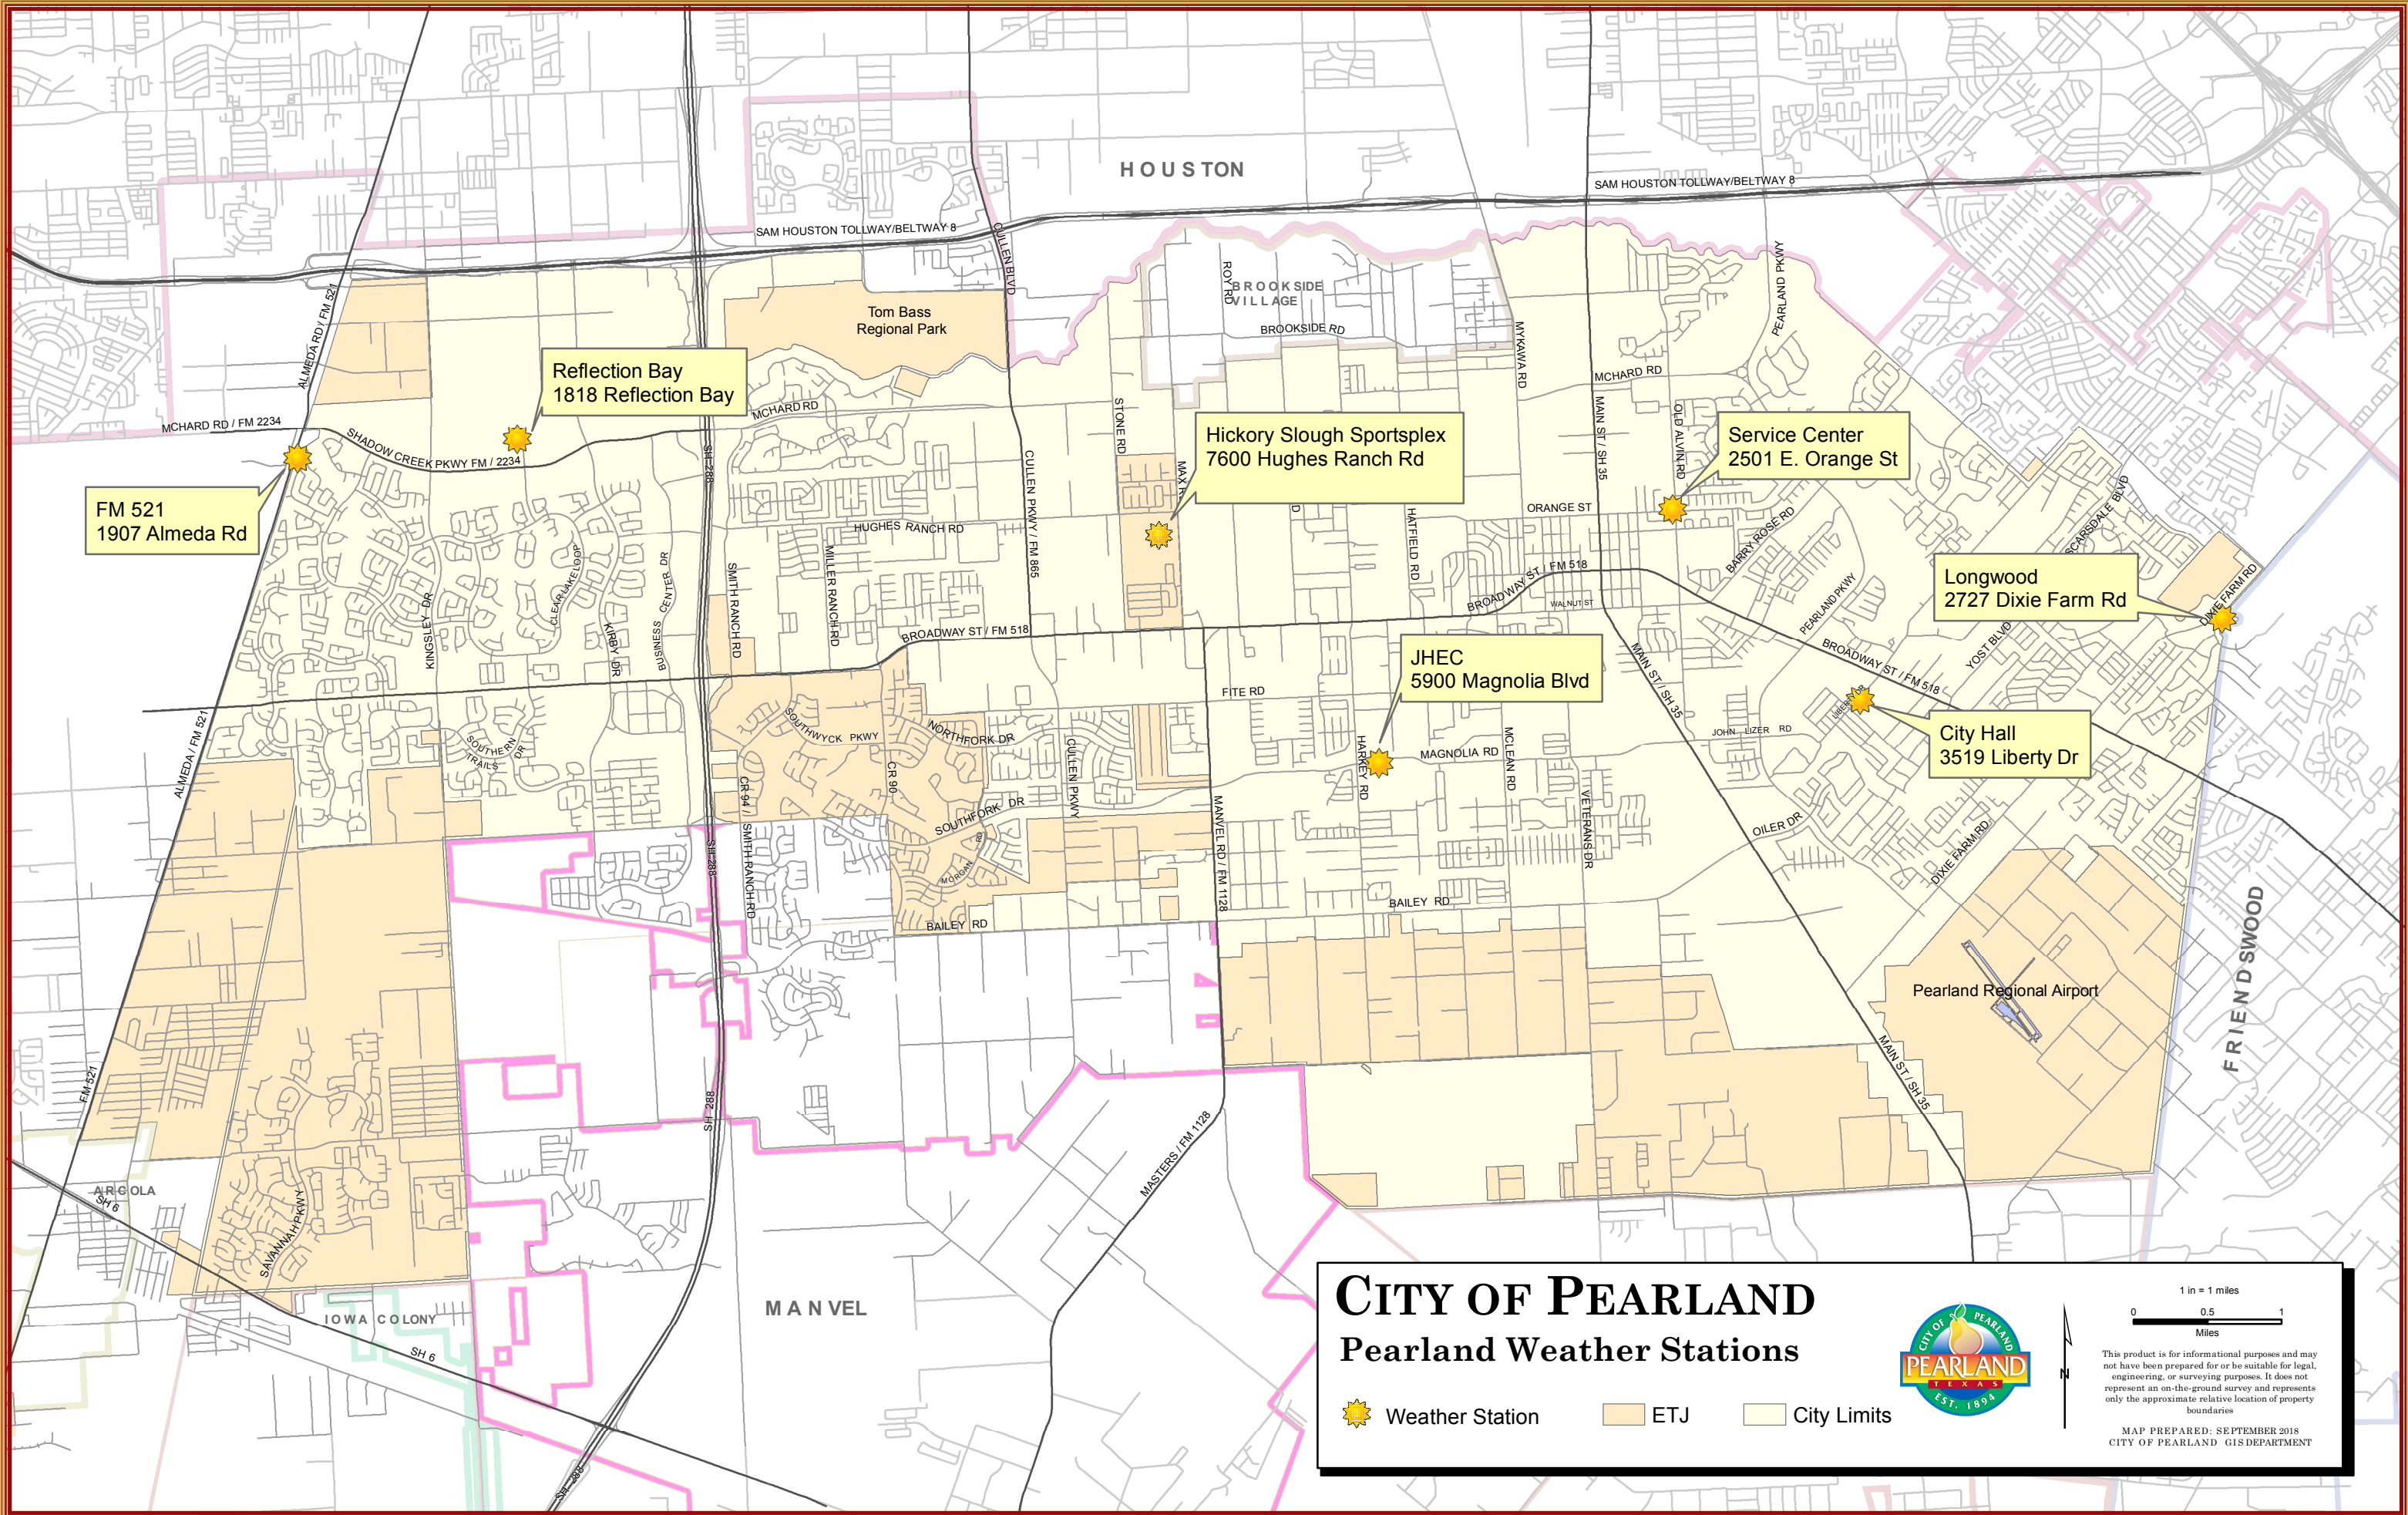 HOUSTON
SAM HOUSTON TOLLWAY/BELTWAY 8
SAM HOUSTON TOLLWAY/BELTWAY 8
CULLEN BLVD
PEARLAND PKWY
ROY RD
BROOKSIDE
VILLAGE
BROOKSIDE RD
ALMEDA RD / FM 521
Tom Bass
Regional Park
MYKAWA RD
MCHARD RD
Reflection Bay
1818 Reflection Bay
MCHARD RD
MCHARD RD / FM 2234
SHADOW CREEK PKWY FM / 2234
SH 288
STONE RD
MAIN ST / SH 35
OLD ALVIN RD
Hickory Slough Sportsplex
7600 Hughes Ranch Rd
Service Center
2501 E. Orange St
FM 521
1907 Almeda Rd
CULLEN PKWY / FM 865
HUGHES RANCH RD
HATFIELD RD
ORANGE ST
BARRY ROSE RD
SCARSDALE BLVD
CLEAR LAKE LOOP
KINGSLEY DR
KIRBY DR
BUSINESS CENTER DR
SMITH RANCH RD
MILLER RANCH RD
BROADWAY ST / FM 518
BROADWAY ST / FM 518
WALNUT ST
PEARLAND PKWY
Longwood
2727 Dixie Farm Rd
DIXIE FARM RD
YOST BLVD
BROADWAY ST / FM 518
JHEC
5900 Magnolia Blvd
FITE RD
MAIN ST / SH 35
LIBERTY DR
City Hall
3519 Liberty Dr
ALMEDA / FM 521
SOUTHERN
TRAILS
DR
SOUTHWYCK PKWY
NORTHFORK DR
CULLEN PKWY
CR 90
CR 94 / SMITH RANCH RD
SOUTHFORK DR
MORGAN RD
HARKEY RD
MAGNOLIA RD
MCLEAN RD
VETERANS DR
JOHN LIZER RD
OILER DR
DIXIE FARM RD
SH 288
MANVEL RD / FM 1128
BAILEY RD
BAILEY RD
FRIENDSWOOD
Pearland Regional Airport
MAIN ST / SH 35
FM 521
SH 288
MASTERS / FM 1128
ARCOLA
SH 6
SAVANNAH PKWY
IOWA COLONY
SH 6
MANVEL
SH 288
CITY OF PEARLAND
Pearland Weather Stations
Weather Station
ETJ
City Limits
CITY OF PEARLAND
PEARLAND
TEXAS
EST. 1894
N
1 in = 1 miles
0 0.5 1
Miles
This product is for informational purposes and may
not have been prepared for or be suitable for legal,
engineering, or surveying purposes. It does not
represent an on-the-ground survey and represents
only the approximate relative location of property
boundaries
MAP PREPARED: SEPTEMBER 2018
CITY OF PEARLAND GIS DEPARTMENT